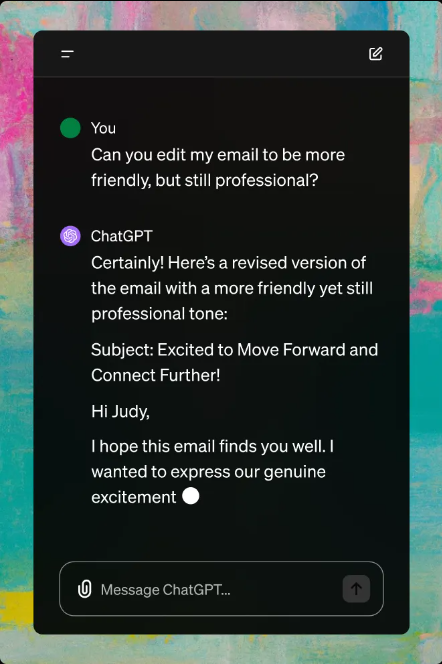 You
Can you edit my email to be more
friendly, but still professional?
ChatGPT
Certainly! Here’s a revised version of
the email with a more friendly yet still
professional tone:
Subject: Excited to Move Forward and
Connect Further!
Hi Judy,
I hope this email finds you well. I
wanted to express our genuine
excitement
Message ChatGPT...